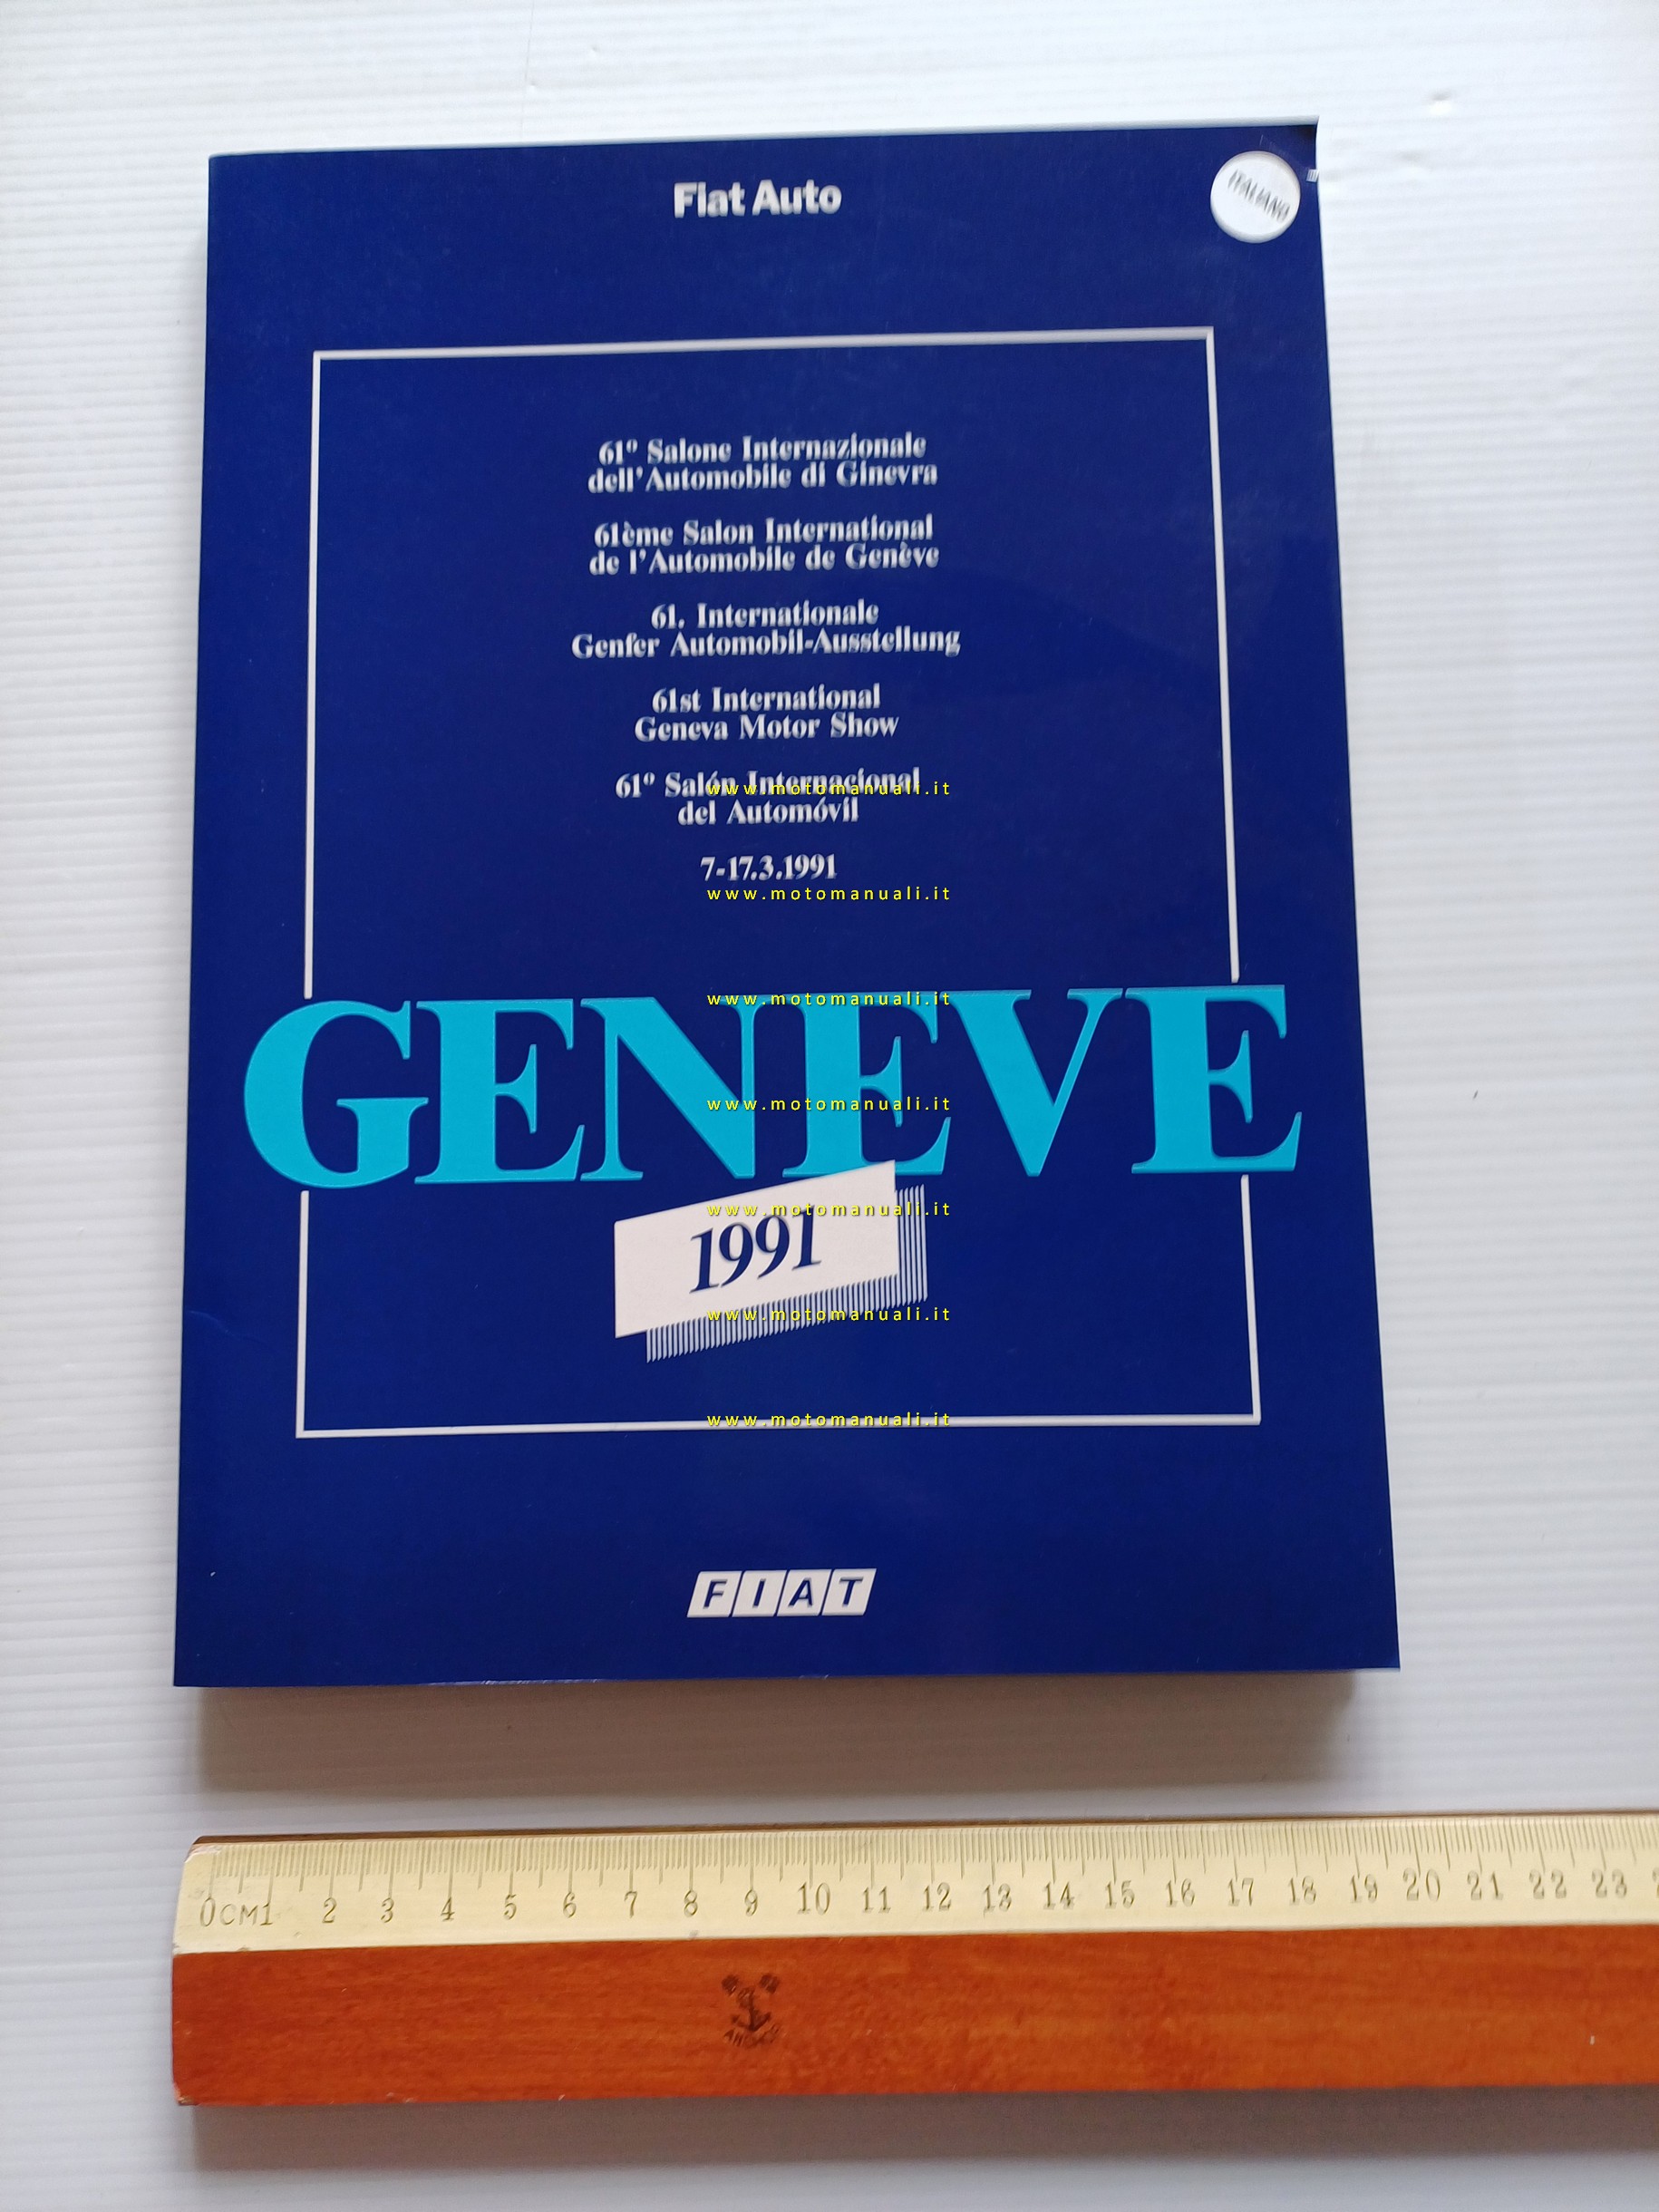 Fiat Auto
ITALIANO
61º Salone Internazionale
dell'Automobile di Ginevra
61ème Salon International
de l'Automobile de Genève
61. Internationale
Genfer Automobil-Ausstellung
61st International
Geneva Motor Show
61º Salón Internacional
www.motomanuali.it
del Automóvil
7-17.3.1991
www.motomanuali.it
www.motomanuali.it
GENEVE
www.motomanuali.it
www.motomanuali.it
1991
www.motomanuali.it
www.motomanuali.it
FIAT
0CM1 2 3 4 5 6 7 8 9 10 11 12 13 14 15 16 17 18 19 20 21 22 23